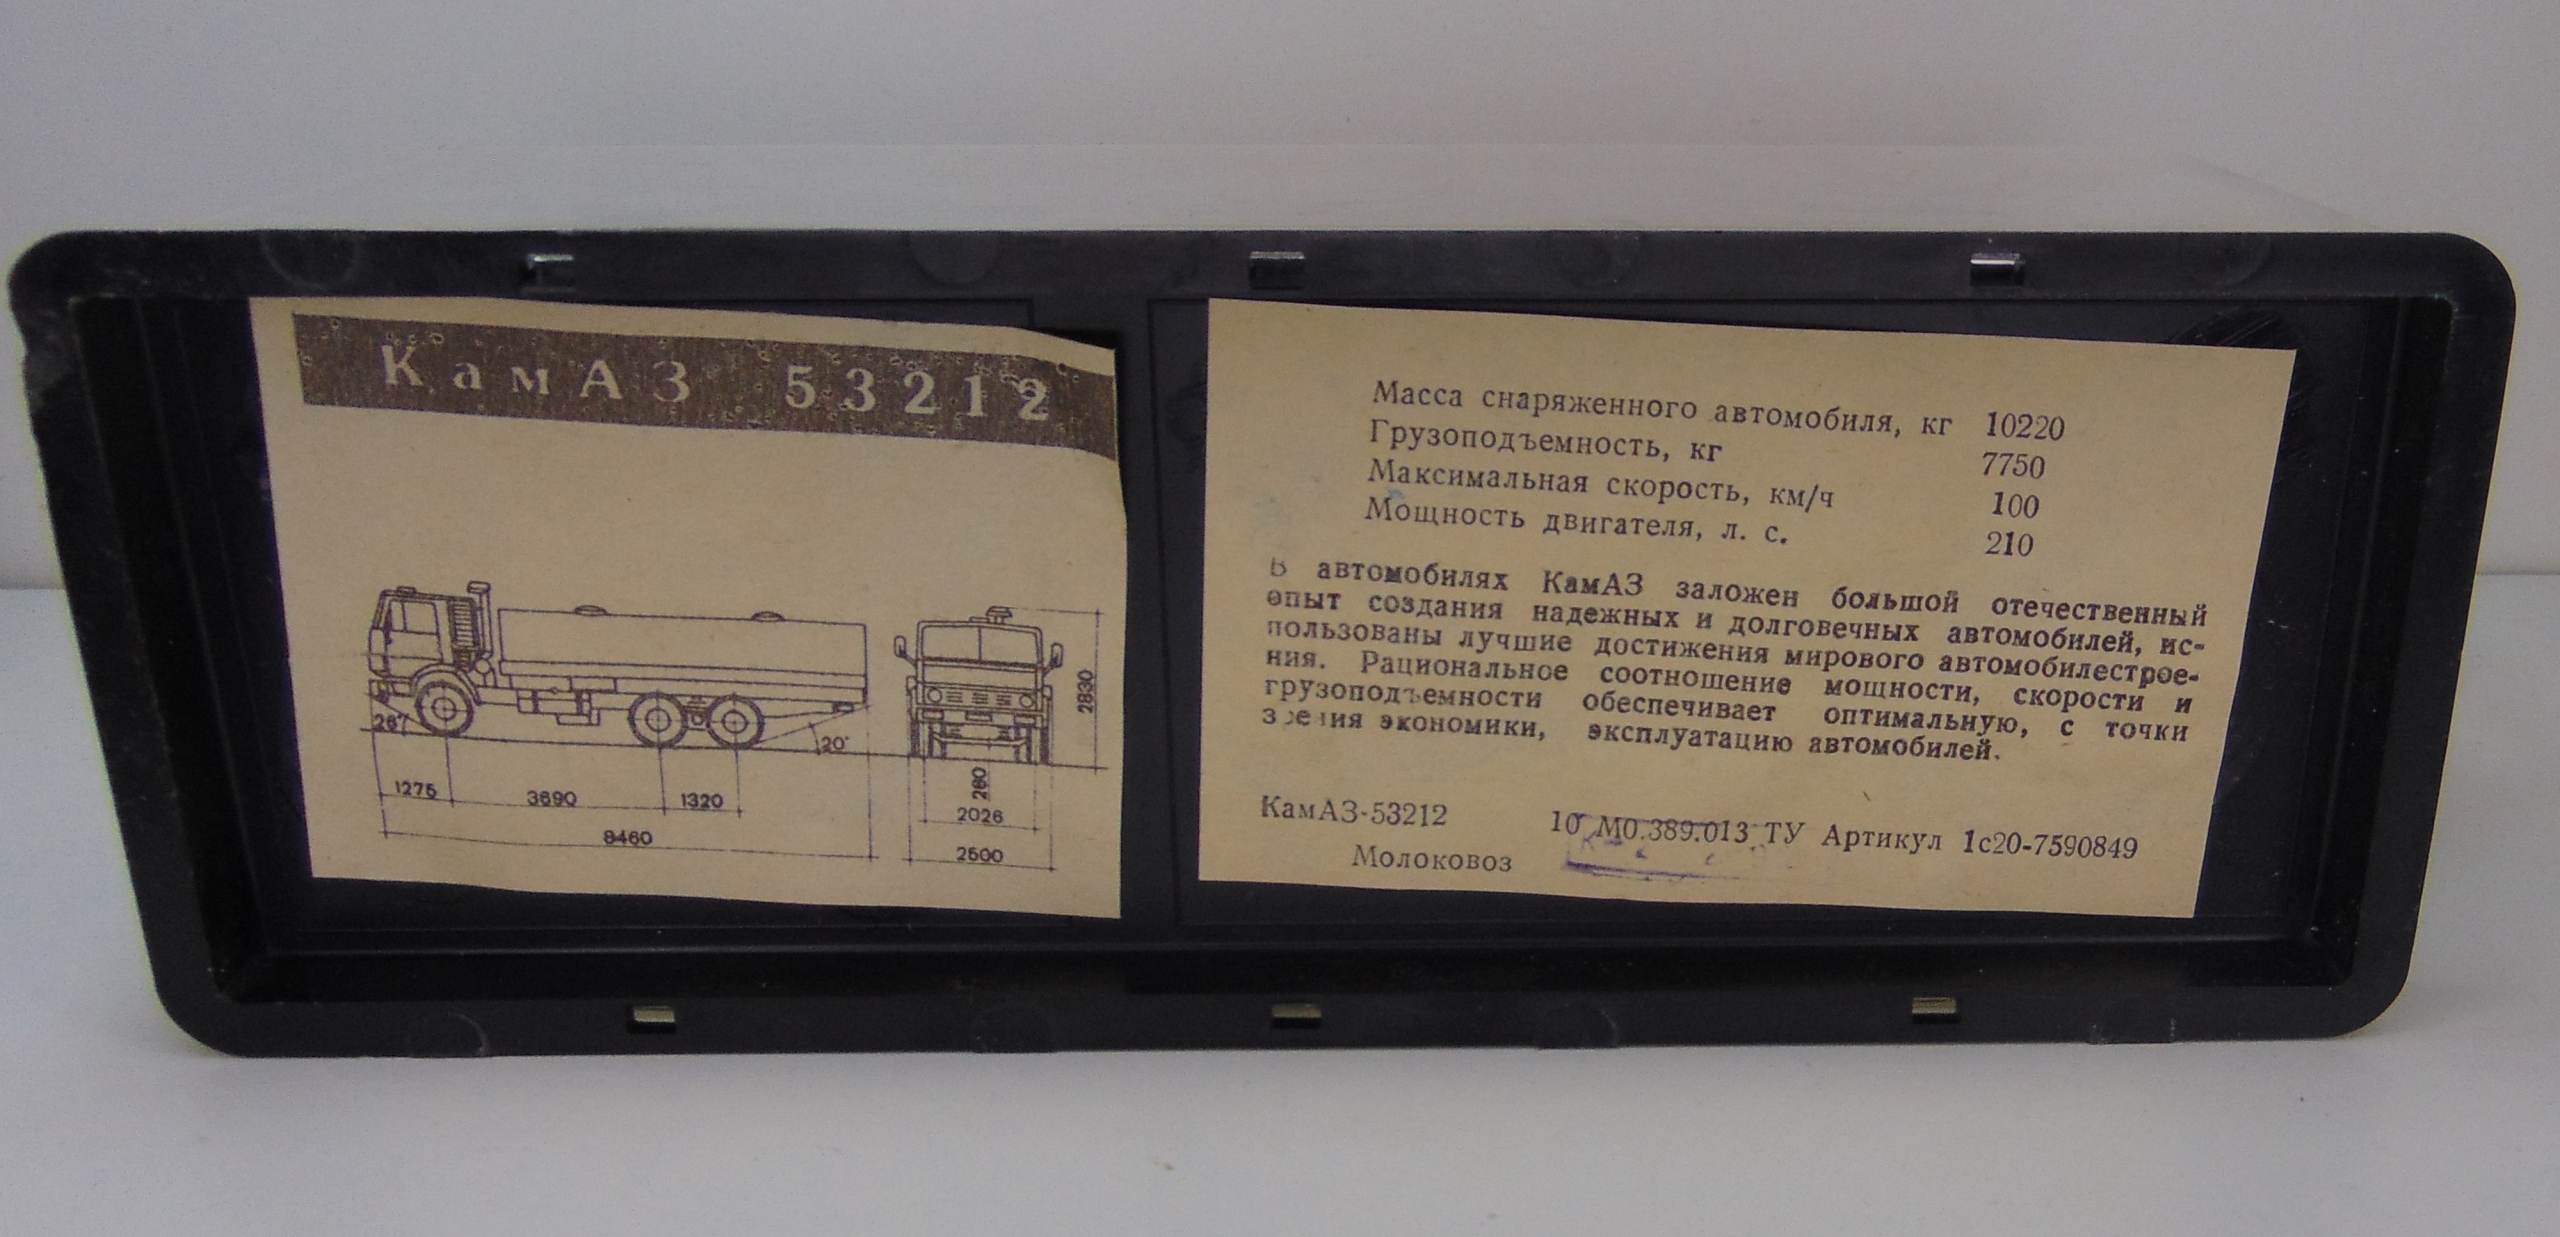 КамАЗ 53212
2830
26°
20°
1275
3690
1320
280
2026
8460
2500
Масса снаряженного автомобиля, кг 10220
Грузоподъемность, кг 7750
Максимальная скорость, км/ч 100
Мощность двигателя, л. с. 210
В автомобилях КамАЗ заложен большой отечественный
опыт создания надежных и долговечных автомобилей, ис-
пользованы лучшие достижения мирового автомобилестрое-
ния. Рациональное соотношение мощности, скорости и
грузоподъемности обеспечивает оптимальную, с точки
зрения экономики, эксплуатацию автомобилей.
КамАЗ-53212 10 МО.389.013 ТУ Артикул 1с20-7590849
Молоковоз